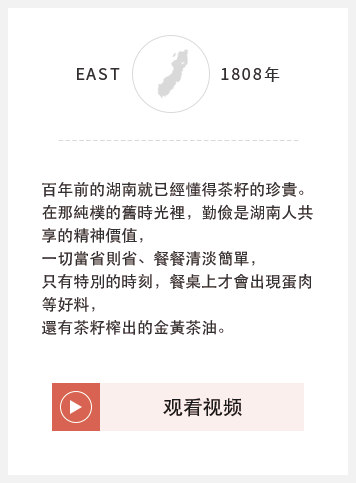 EAST 1808年
百年前的湖南就已經懂得茶籽的珍貴。
在那純樸的舊時光裡，勤儉是湖南人共
享的精神價值，
一切當省則省、餐餐清淡簡單，
只有特別的時刻，餐桌上才會出現蛋肉
等好料，
還有茶籽榨出的金黃茶油。
观看视频